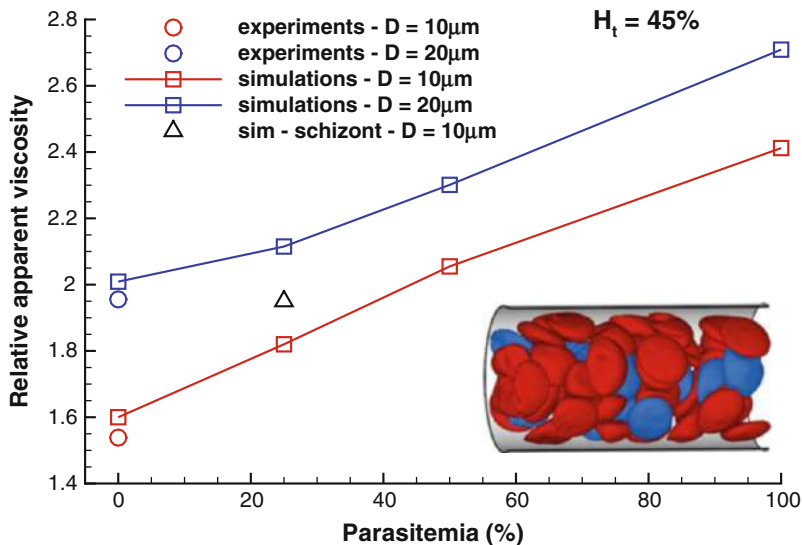 2.8
2.6
2.4
2.2
2
1.8
1.6
1.4
Relative apparent viscosity
experiments - D = 10μm
experiments - D = 20μm
simulations - D = 10μm
simulations - D = 20μm
sim - schizont - D = 10μm
H_t = 45%
0 20 40 60 80 100
Parasitemia (%)